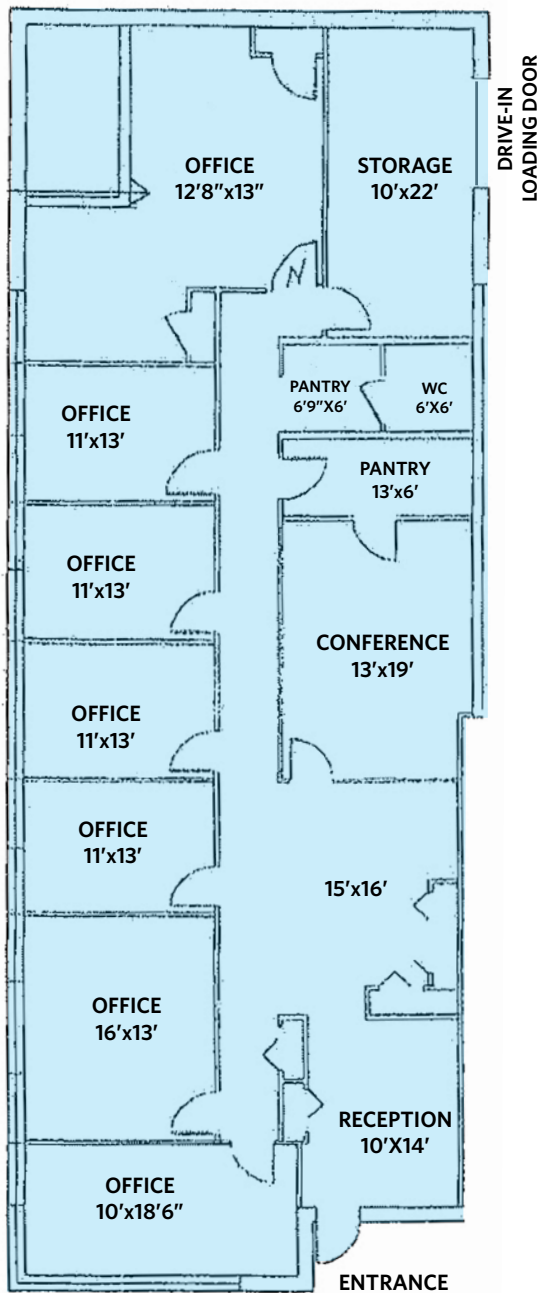 DRIVE-IN
LOADING DOOR
OFFICE
12'8"x13"
STORAGE
10'x22'
PANTRY
6'9"X6'
WC
6'X6'
OFFICE
11'x13'
PANTRY
13'x6'
OFFICE
11'x13'
CONFERENCE
13'x19'
OFFICE
11'x13'
OFFICE
11'x13'
15'x16'
OFFICE
16'x13'
RECEPTION
10'X14'
OFFICE
10'x18'6"
ENTRANCE